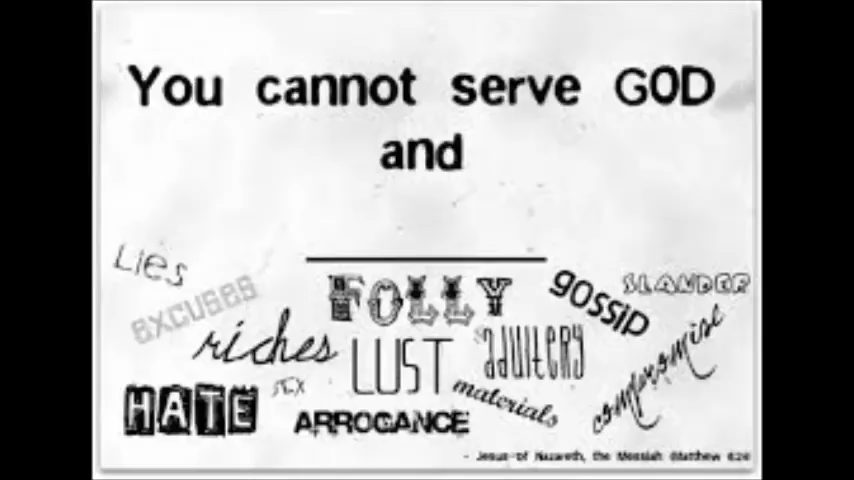 You cannot serve GOD
and
Lies
excuses
FOLLY
gossip
SLANDER
riches
LUST
adultery
compromise
HATE
SEX
ARROGANCE
materials
- Jesus of Nazareth, the Messiah (Matthew 6:24